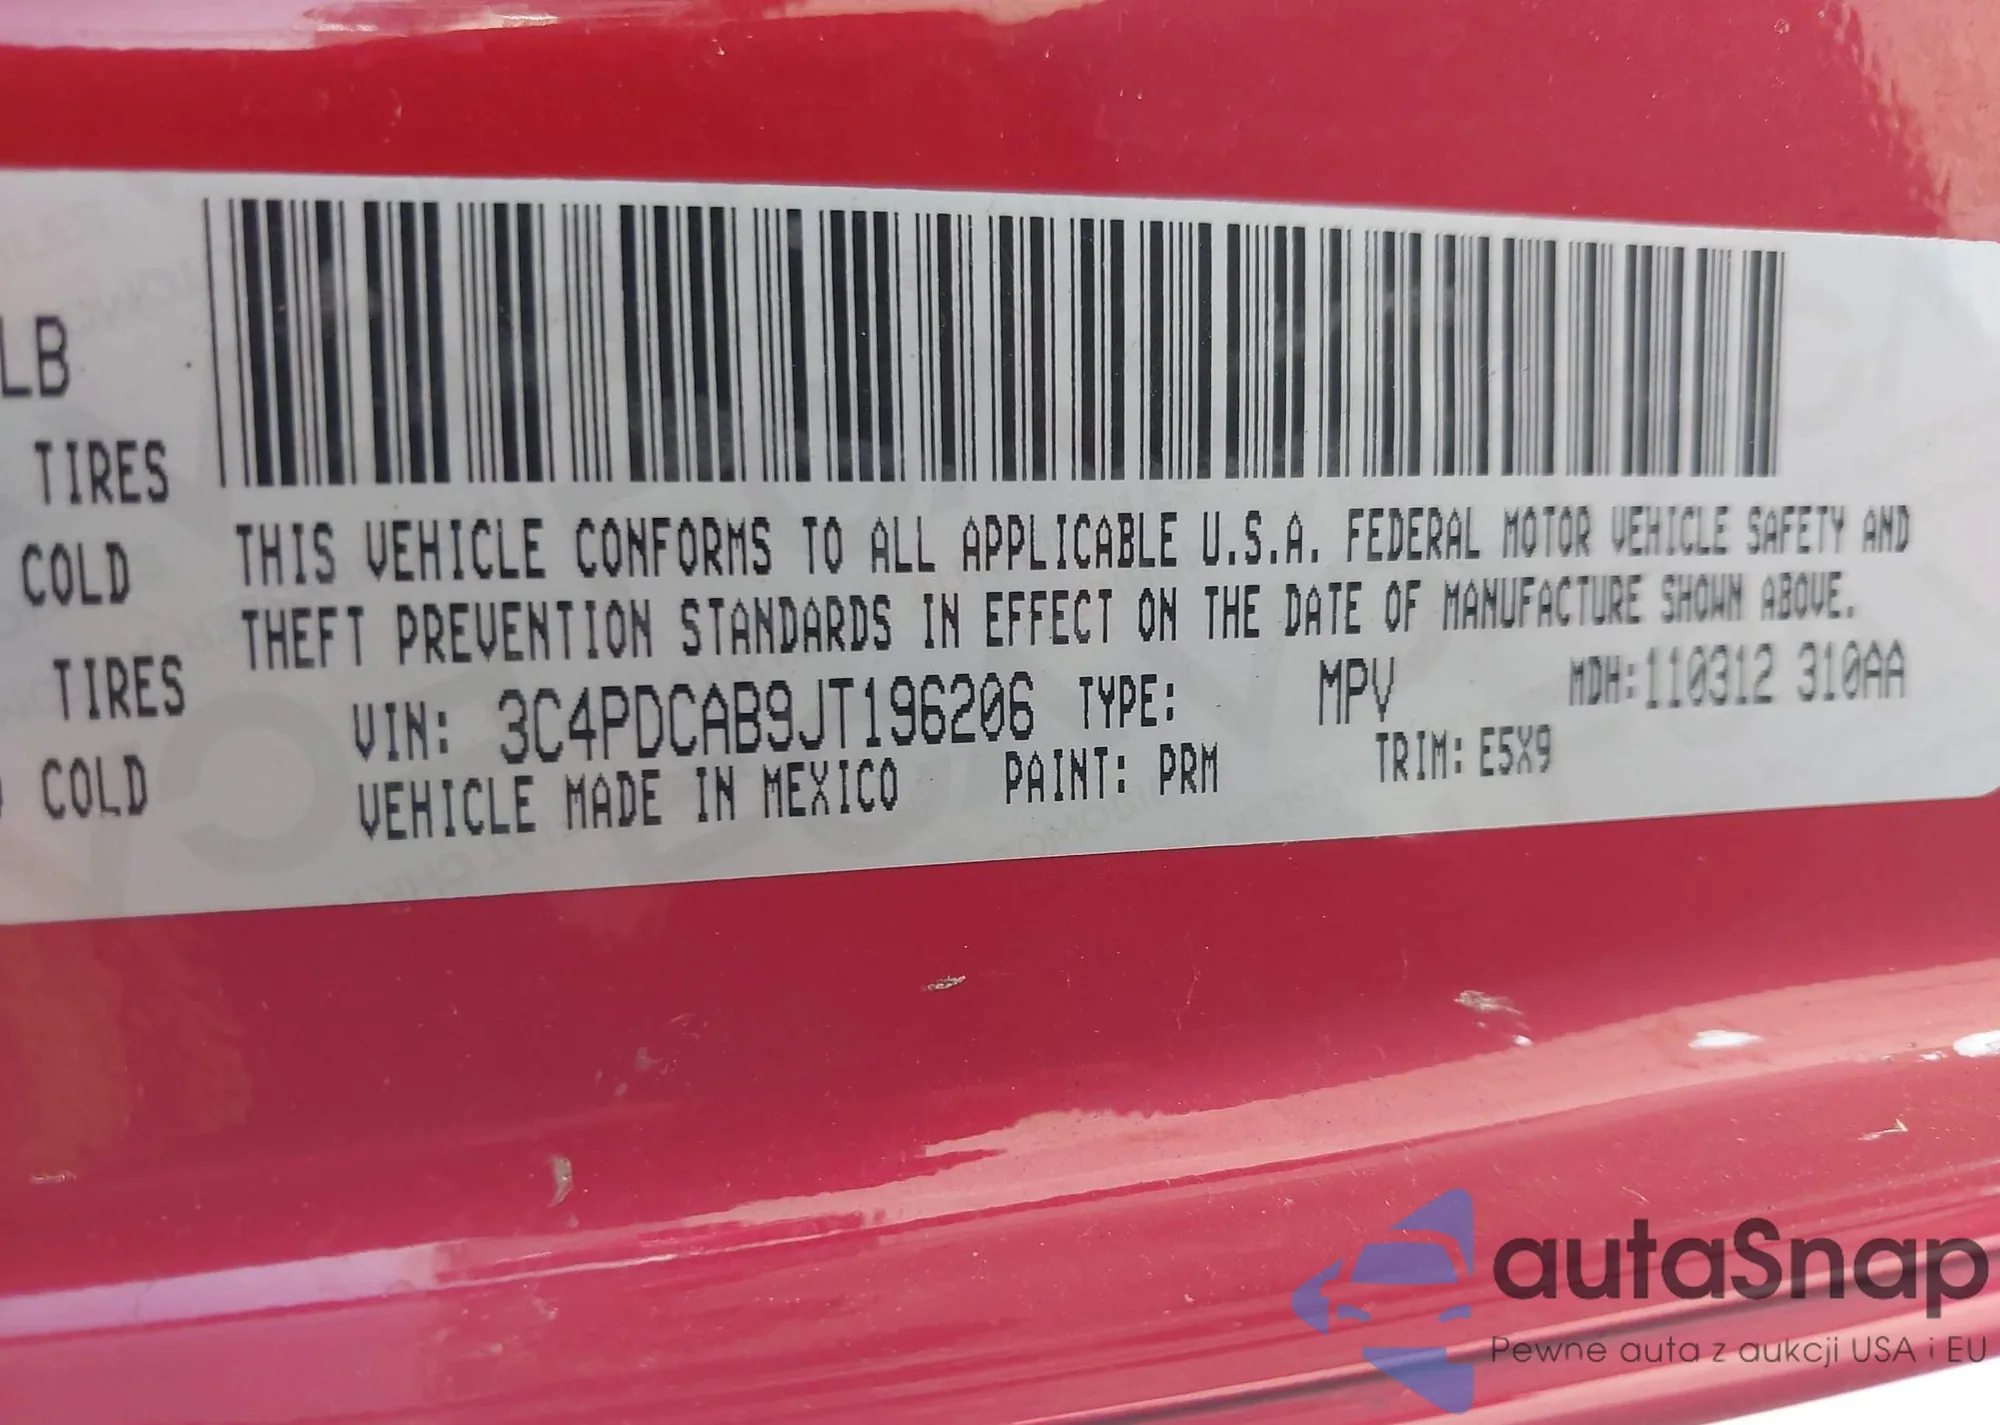 LB
TIRES
COLD
TIRES
COLD
THIS VEHICLE CONFORMS TO ALL APPLICABLE U.S.A. FEDERAL MOTOR VEHICLE SAFETY AND
THEFT PREVENTION STANDARDS IN EFFECT ON THE DATE OF MANUFACTURE SHOWN ABOVE.
VIN: 3C4PDCAB9JT196206 TYPE: MPV MDH:110312 310AA
VEHICLE MADE IN MEXICO PAINT: PRM TRIM: E5X9
autaSnap
Pewne auta z aukcji USA i EU